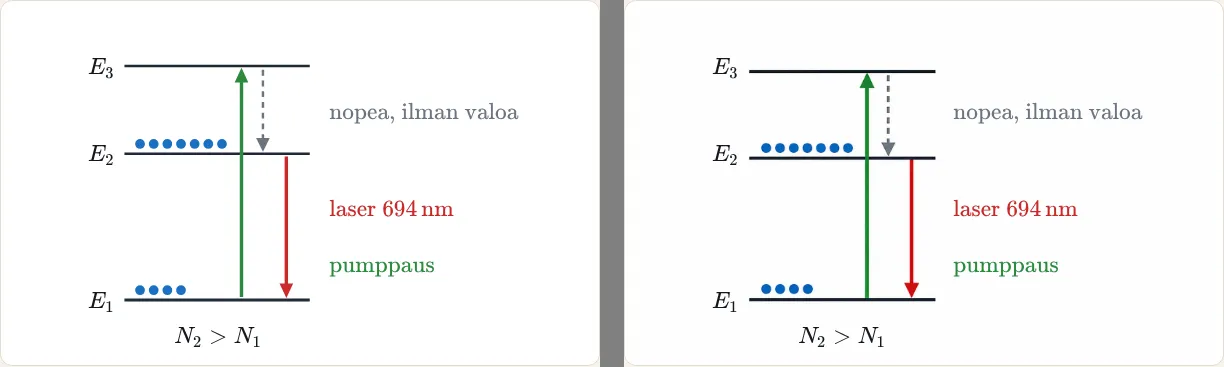 E₃
nopea, ilman valoa
E₂
laser 694 nm
pumppaus
E₁
N₂ > N₁
E₃
nopea, ilman valoa
E₂
laser 694 nm
pumppaus
E₁
N₂ > N₁